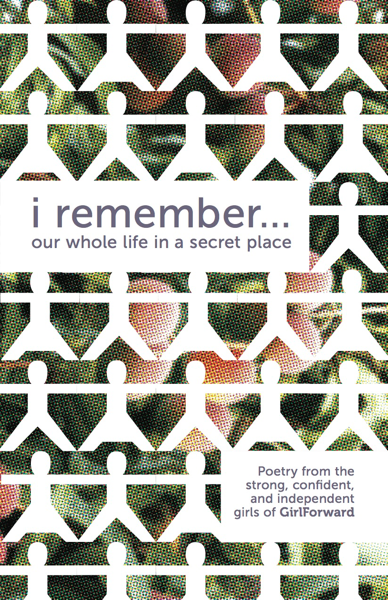 i remember...
our whole life in a secret place
Poetry from the
strong, confident,
and independent
girls of GirlForward